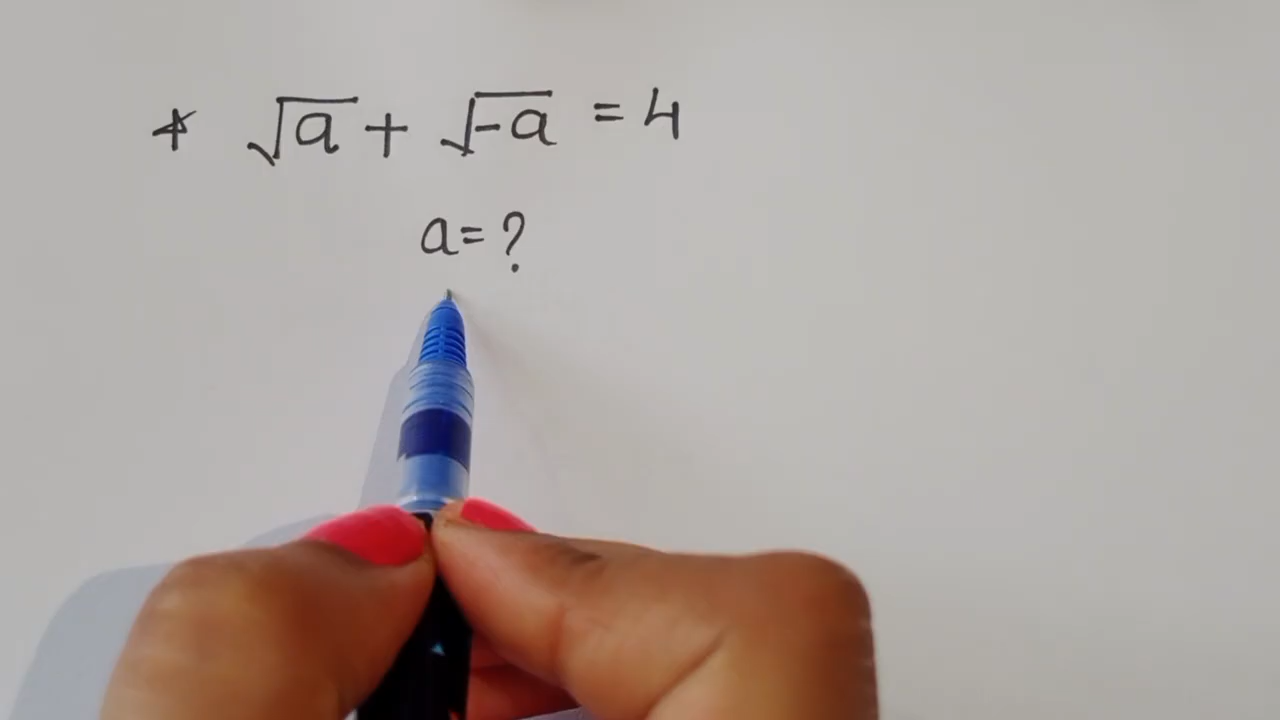 * √a + √-a = 4
a = ?